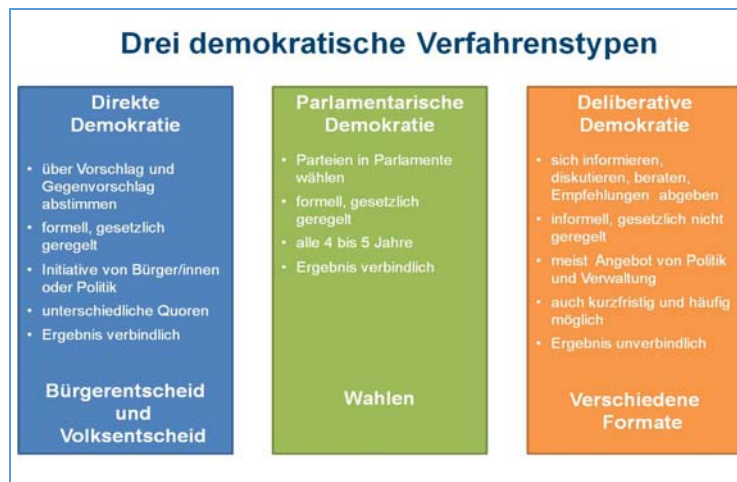 Drei demokratische Verfahrenstypen
Direkte
Demokratie
• über Vorschlag und
Gegenvorschlag
abstimmen
• formell, gesetzlich
geregelt
• Initiative von Bürger/innen
oder Politik
• unterschiedliche Quoren
• Ergebnis verbindlich
Bürgerentscheid
und
Volksentscheid
Parlamentarische
Demokratie
• Parteien in Parlamente
wählen
• formell, gesetzlich
geregelt
• alle 4 bis 5 Jahre
• Ergebnis verbindlich
Wahlen
Deliberative
Demokratie
• sich informieren,
diskutieren, beraten,
Empfehlungen abgeben
• informell, gesetzlich nicht
geregelt
• meist Angebot von Politik
und Verwaltung
• auch kurzfristig und häufig
möglich
• Ergebnis unverbindlich
Verschiedene
Formate